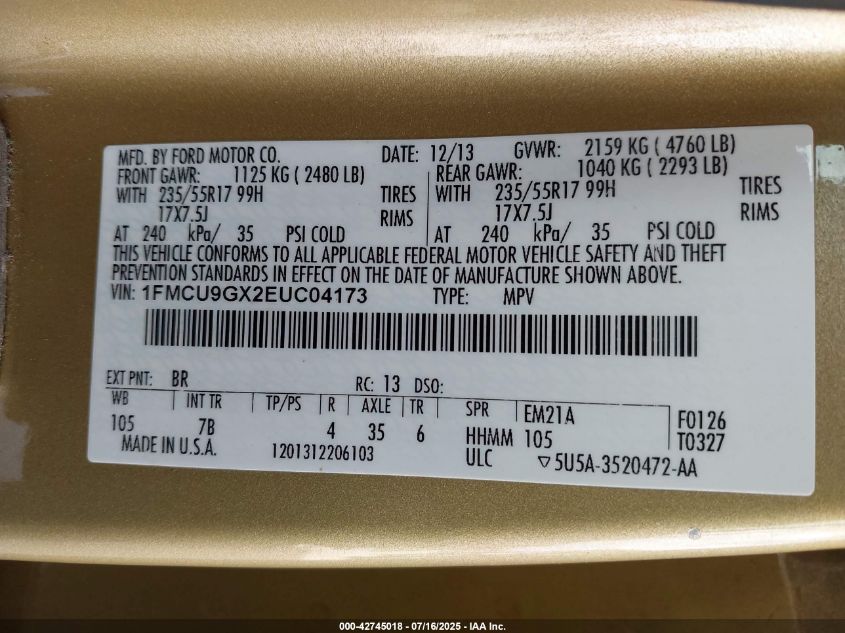 MFD. BY FORD MOTOR CO. DATE: 12/13 GVWR: 2159 KG ( 4760 LB)
FRONT GAWR: 1125 KG ( 2480 LB) REAR GAWR: 1040 KG ( 2293 LB)
WITH 235/55R17 99H TIRES WITH 235/55R17 99H TIRES
17X7.5J RIMS 17X7.5J RIMS
AT 240 kPa/ 35 PSI COLD AT 240 kPa/ 35 PSI COLD
THIS VEHICLE CONFORMS TO ALL APPLICABLE FEDERAL MOTOR VEHICLE SAFETY AND THEFT
PREVENTION STANDARDS IN EFFECT ON THE DATE OF MANUFACTURE SHOWN ABOVE.
VIN: 1FMCU9GX2EUC04173 TYPE: MPV
EXT PNT: BR RC: 13 DSO:
WB INT TR TP/PS R AXLE TR SPR EM21A F0126
105 7B 4 35 6 HHMM 105 T0327
MADE IN U.S.A. 1201312206103 ULC ▽5U5A-3520472-AA
000-42745018 - 07/16/2025 - IAA Inc.